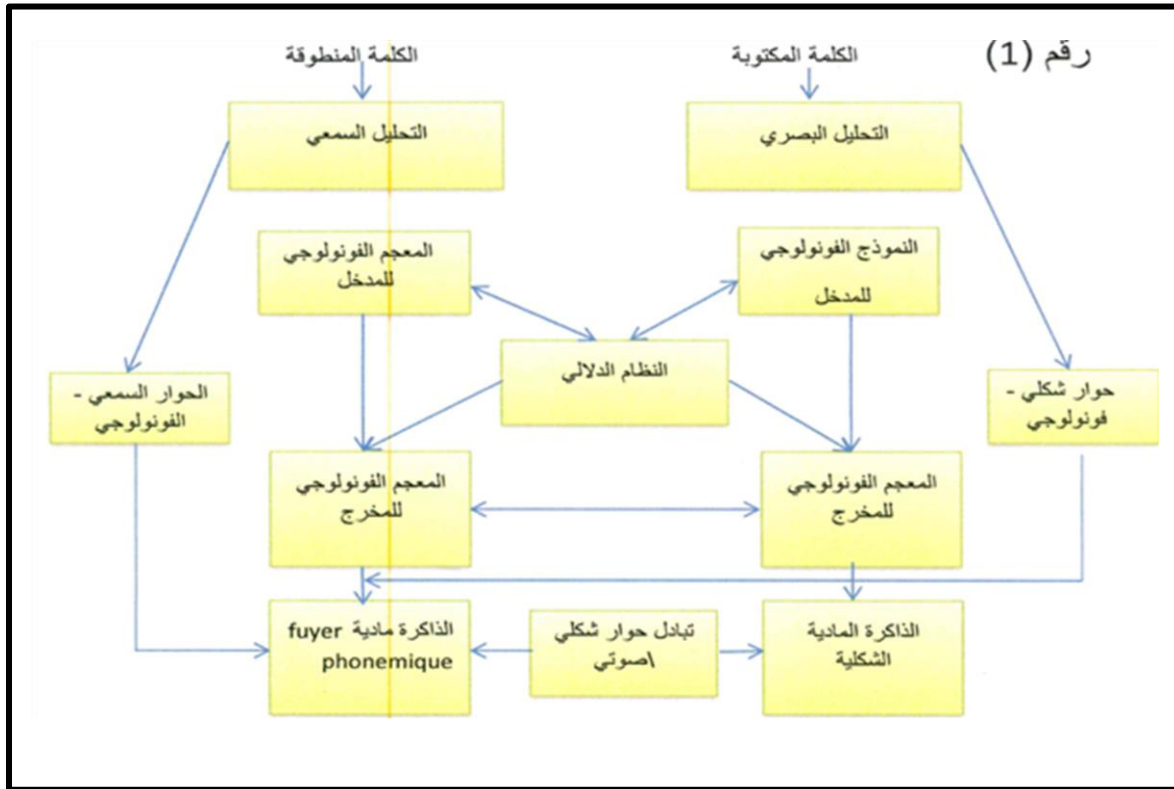 رقم (1)
الكلمة المكتوبة
الكلمة المنطوقة
التحليل البصري
التحليل السمعي
النموذج الفونولوجي
للمدخل
المعجم الفونولوجي
للمدخل
النظام الدلالي
حوار شكلي -
فونولوجي
الحوار السمعي -
الفونولوجي
المعجم الفونولوجي
للمخرج
المعجم الفونولوجي
للمخرج
الذاكرة المادية
الشكلية
تبادل حوار شكلي
\صوتي
الذاكرة مادية fuyer
phonemique